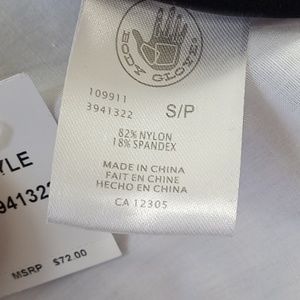 BODY GLOVE
109911
3941322
S/P
82% NYLON
18% SPANDEX
MADE IN CHINA
FAIT EN CHINE
HECHO EN CHINA
CA 12305
YLE
3941322
MSRP $72.00